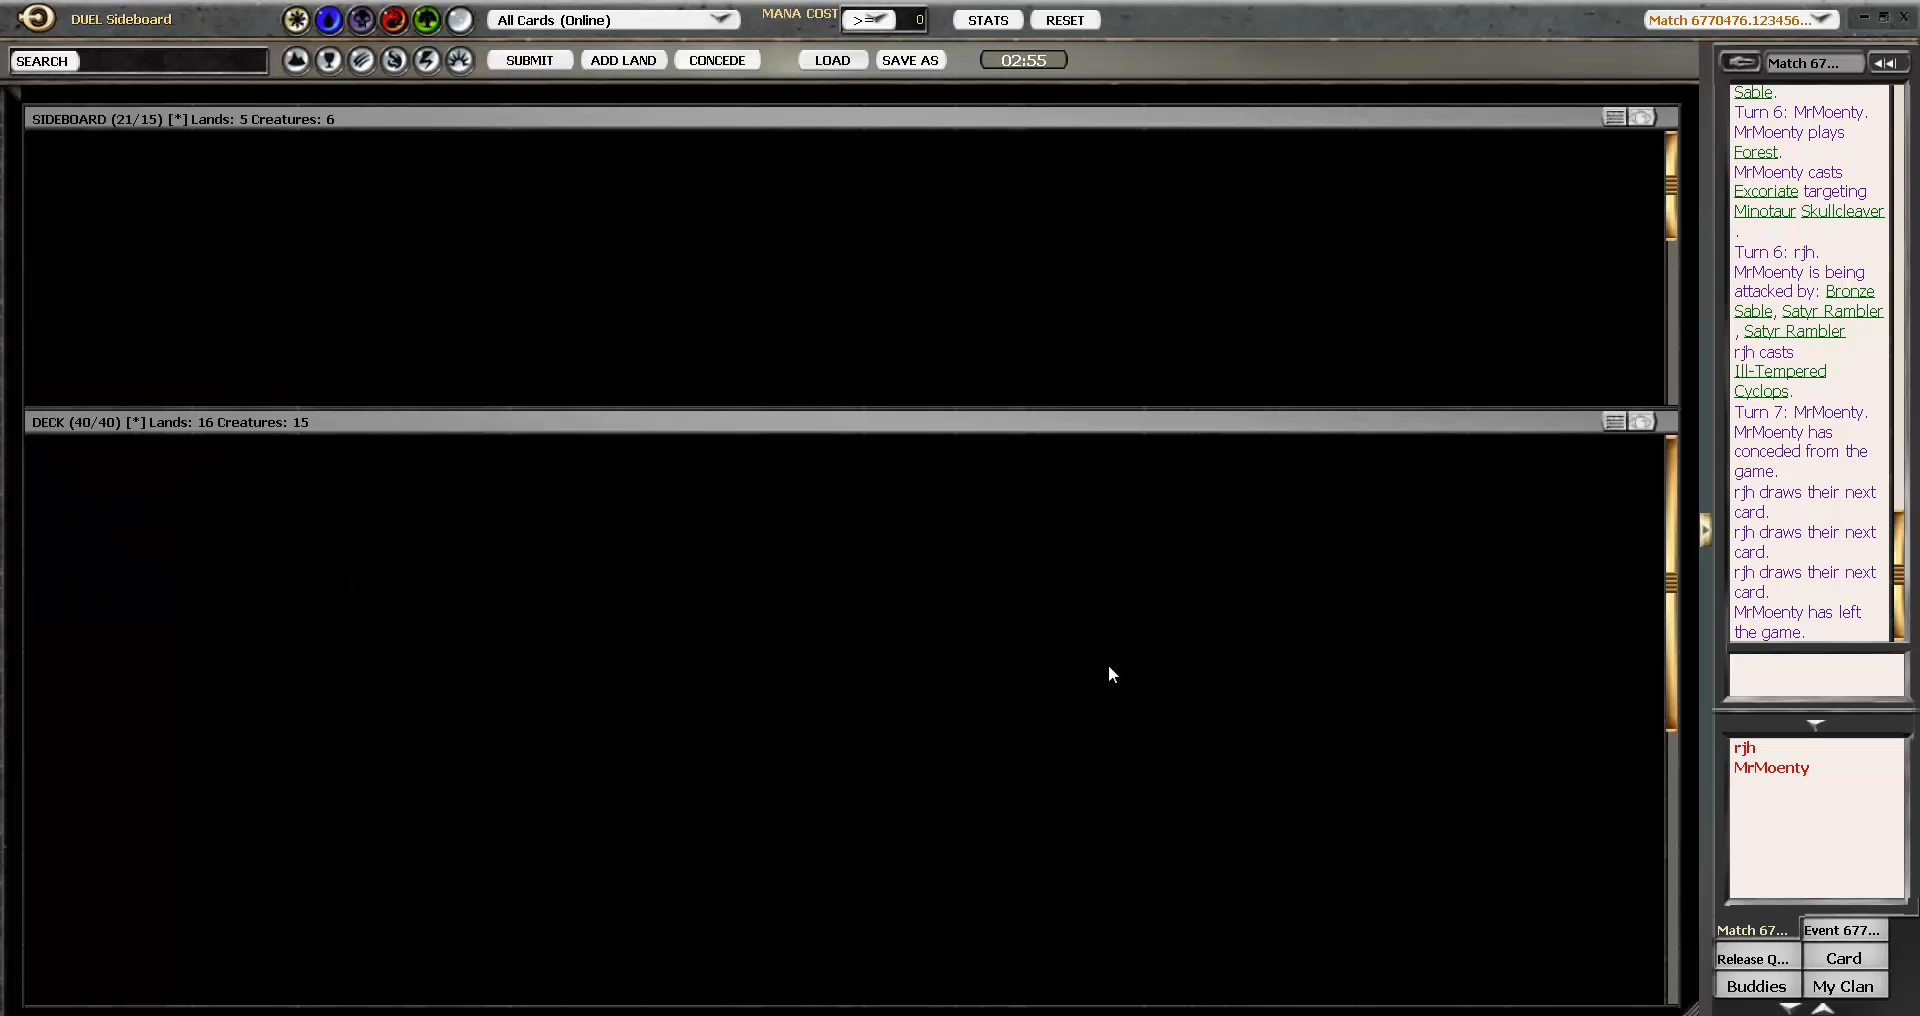 DUEL Sideboard
All Cards (Online)
MANA COST
>=
0
STATS
RESET
Match 6770476.123456...
SEARCH
SUBMIT
ADD LAND
CONCEDE
LOAD
SAVE AS
02:55
Match 67...
SIDEBOARD (21/15) [*] Lands: 5 Creatures: 6
DECK (40/40) [*] Lands: 16 Creatures: 15
Sable.
Turn 6: MrMoenty.
MrMoenty plays
Forest.
MrMoenty casts
Excoriate targeting
Minotaur Skullcleaver
.
Turn 6: rjh.
MrMoenty is being
attacked by: Bronze
Sable, Satyr Rambler
, Satyr Rambler
rjh casts
Ill-Tempered
Cyclops.
Turn 7: MrMoenty.
MrMoenty has
conceded from the
game.
rjh draws their next
card.
rjh draws their next
card.
rjh draws their next
card.
MrMoenty has left
the game.
rjh
MrMoenty
Match 67...
Event 677...
Release Q...
Card
Buddies
My Clan